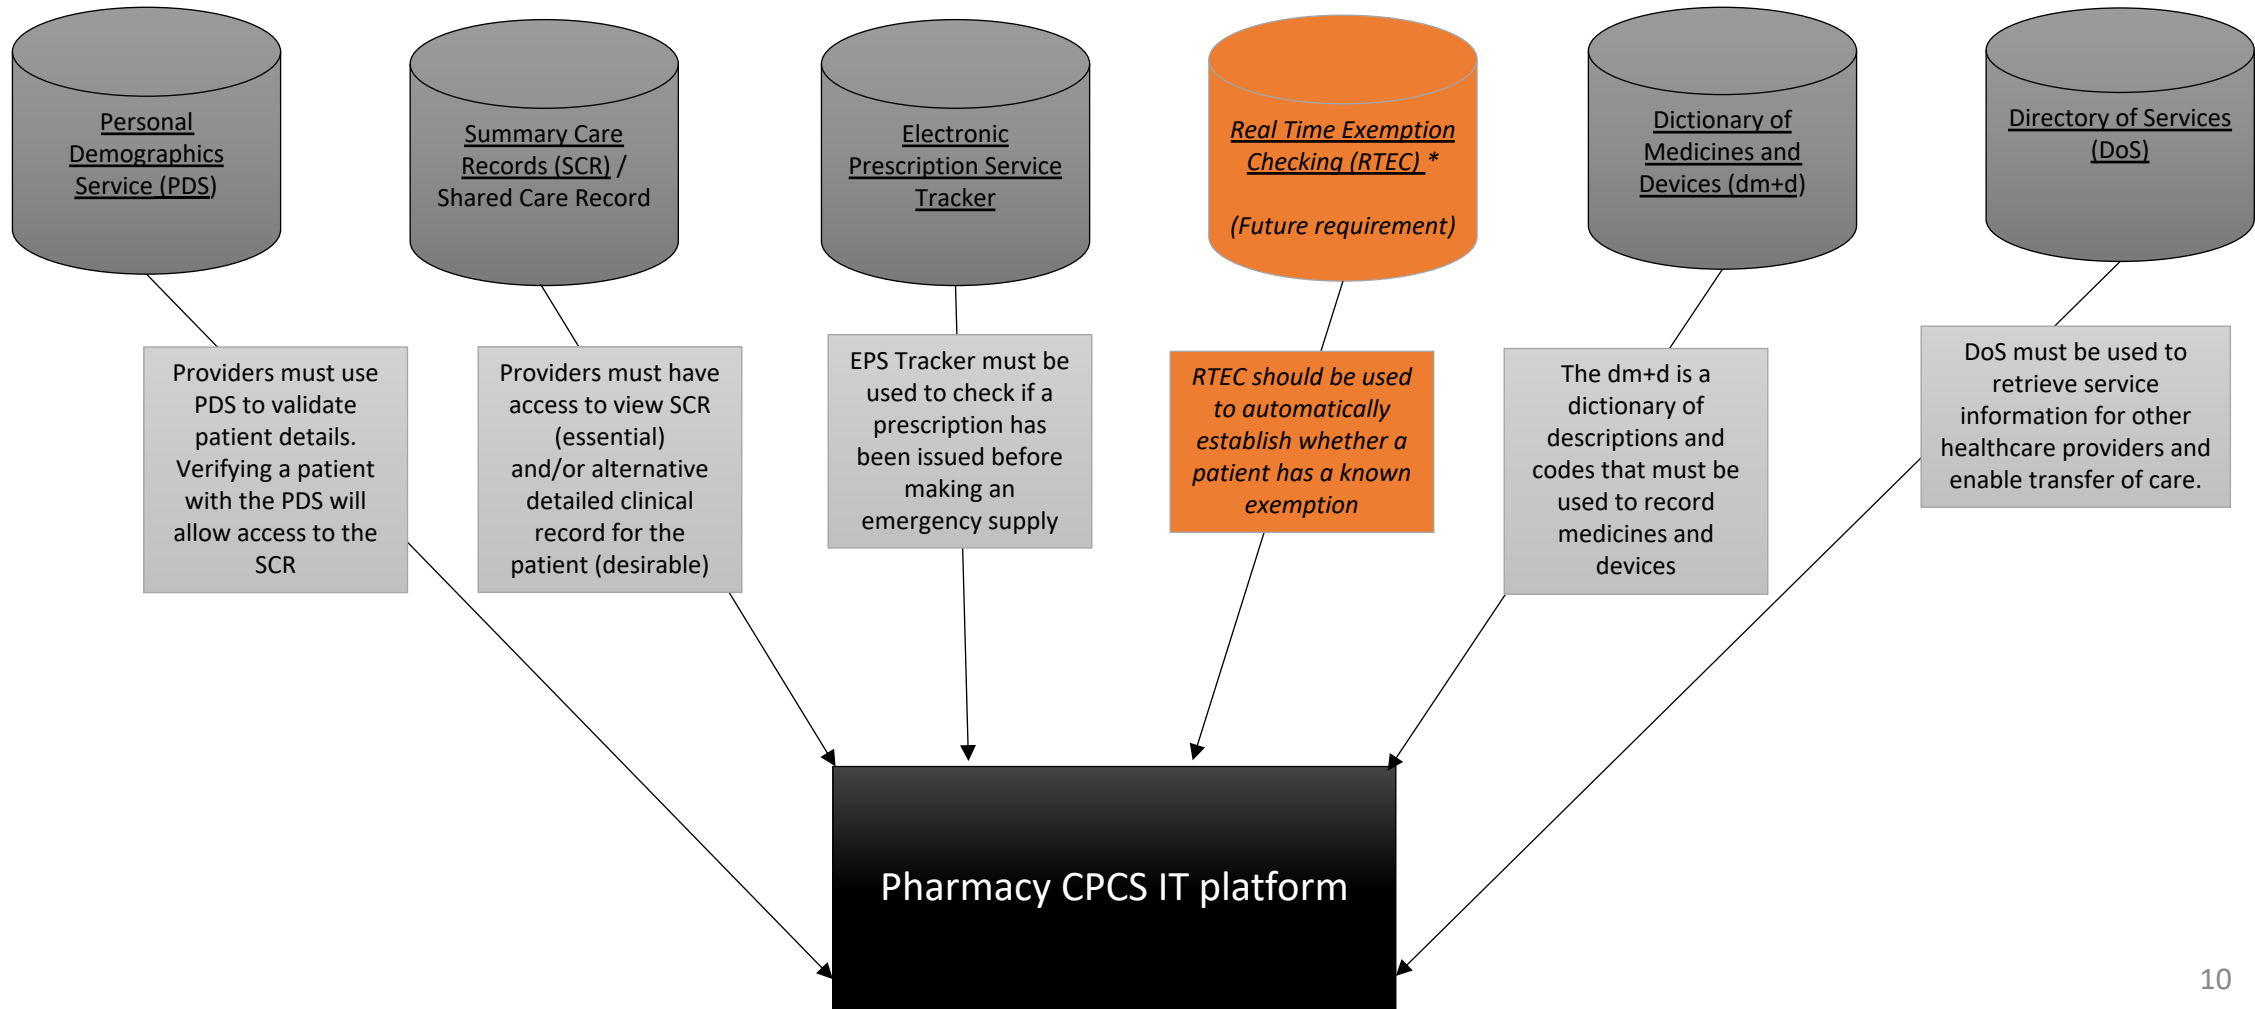 Personal
Demographics
Service (PDS)
Summary Care
Records (SCR) /
Shared Care Record
Electronic
Prescription Service
Tracker
Real Time Exemption
Checking (RTEC) *
(Future requirement)
Dictionary of
Medicines and
Devices (dm+d)
Directory of Services
(DoS)
Providers must use
PDS to validate
patient details.
Verifying a patient
with the PDS will
allow access to the
SCR
Providers must have
access to view SCR
(essential)
and/or alternative
detailed clinical
record for the
patient (desirable)
EPS Tracker must be
used to check if a
prescription has
been issued before
making an
emergency supply
RTEC should be used
to automatically
establish whether a
patient has a known
exemption
The dm+d is a
dictionary of
descriptions and
codes that must be
used to record
medicines and
devices
DoS must be used to
retrieve service
information for other
healthcare providers and
enable transfer of care.
Pharmacy CPCS IT platform
10